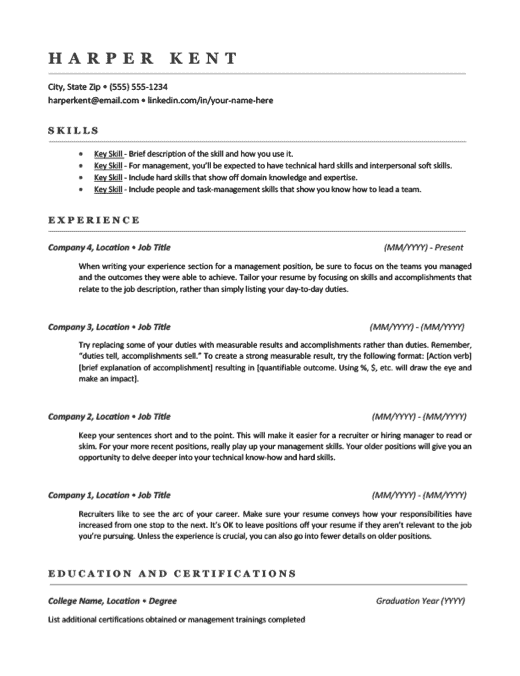 HARPER KENT
City, State Zip • (555) 555-1234
harperkent@email.com • linkedin.com/in/your-name-here
SKILLS
• Key Skill - Brief description of the skill and how you use it.
• Key Skill - For management, you'll be expected to have technical hard skills and interpersonal soft skills.
• Key Skill - Include hard skills that show off domain knowledge and expertise.
• Key Skill - Include people and task-management skills that show you know how to lead a team.
EXPERIENCE
Company 4, Location • Job Title (MM/YYYY) - Present
When writing your experience section for a management position, be sure to focus on the teams you managed
and the outcomes they were able to achieve. Tailor your resume by focusing on skills and accomplishments that
relate to the job description, rather than simply listing your day-to-day duties.
Company 3, Location • Job Title (MM/YYYY) - (MM/YYYY)
Try replacing some of your duties with measurable results and accomplishments rather than duties. Remember,
"duties tell, accomplishments sell." To create a strong measurable result, try the following format: [Action verb]
[brief explanation of accomplishment] resulting in [quantifiable outcome. Using %, $, etc. will draw the eye and
make an impact].
Company 2, Location • Job Title (MM/YYYY) - (MM/YYYY)
Keep your sentences short and to the point. This will make it easier for a recruiter or hiring manager to read or
skim. For your more recent positions, really play up your management skills. Your older positions will give you an
opportunity to delve deeper into your technical know-how and hard skills.
Company 1, Location • Job Title (MM/YYYY) - (MM/YYYY)
Recruiters like to see the arc of your career. Make sure your resume conveys how your responsibilities have
increased from one stop to the next. It's OK to leave positions off your resume if they aren't relevant to the job
you're pursuing. Unless the experience is crucial, you can also go into fewer details on older positions.
EDUCATION AND CERTIFICATIONS
College Name, Location • Degree Graduation Year (YYYY)
List additional certifications obtained or management trainings completed